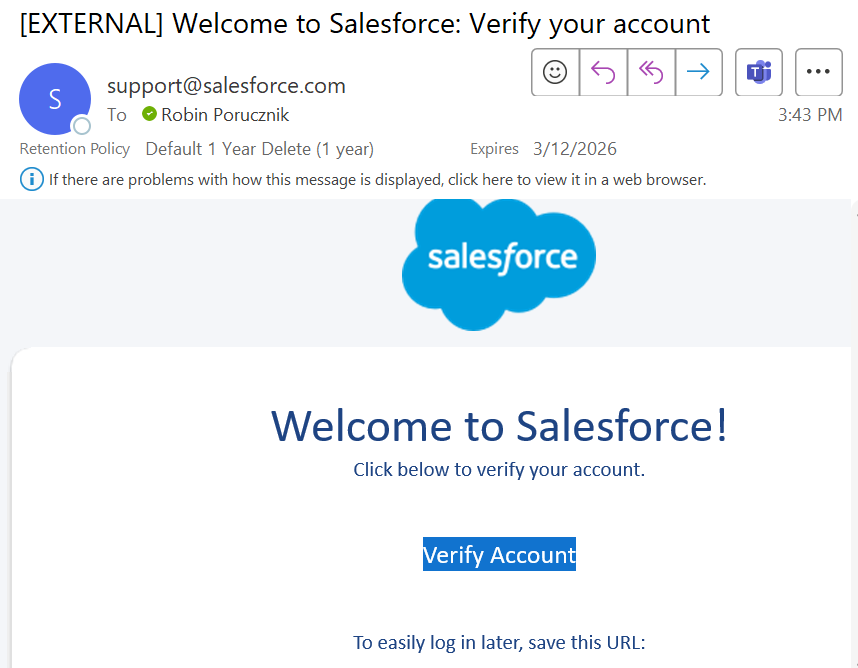 [EXTERNAL] Welcome to Salesforce: Verify your account
S
support@salesforce.com
To Robin Porucznik
3:43 PM
Retention Policy Default 1 Year Delete (1 year) Expires 3/12/2026
If there are problems with how this message is displayed, click here to view it in a web browser.
salesforce
Welcome to Salesforce!
Click below to verify your account.
Verify Account
To easily log in later, save this URL: